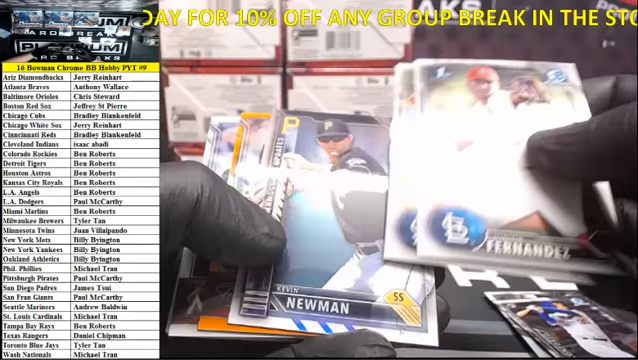 DAY FOR 10% OFF ANY GROUP BREAK IN THE STO
PLATINUM
CARD BREAKS
16 Bowman Chrome BB Hobby PYT #9
Ariz Diamondbacks Jerry Reinhart
Atlanta Braves Anthony Wallace
Baltimore Orioles Chris Steward
Boston Red Sox Jeffrey St Pierre
Chicago Cubs Bradley Blankenfeld
Chicago White Sox Jerry Reinhart
Cinncinnati Reds Bradley Blankenfeld
Cleveland Indians isaac abadi
Colorado Rockies Ben Roberts
Detroit Tigers Ben Roberts
Houston Astros Ben Roberts
Kansas City Royals Ben Roberts
L.A. Angels Ben Roberts
L.A. Dodgers Paul McCarthy
Miami Marlins Ben Roberts
Milwaukee Brewers Tyler Tan
Minnesota Twins Juan Villalpando
New York Mets Billy Byington
New York Yankees Billy Byington
Oakland Athletics Billy Byington
Phil. Phillies Michael Tran
Pittsburgh Pirates Paul McCarthy
San Diego Padres James Tsui
San Fran Giants Paul McCarthy
Seattle Mariners Andrew Baldwin
St. Louis Cardinals Michael Tran
Tampa Bay Rays Ben Roberts
Texas Rangers Daniel Chipman
Toronto Blue Jays Tyler Tan
Wash Nationals Michael Tran
P
KEVIN
NEWMAN
SS
1st
FERNANDEZ